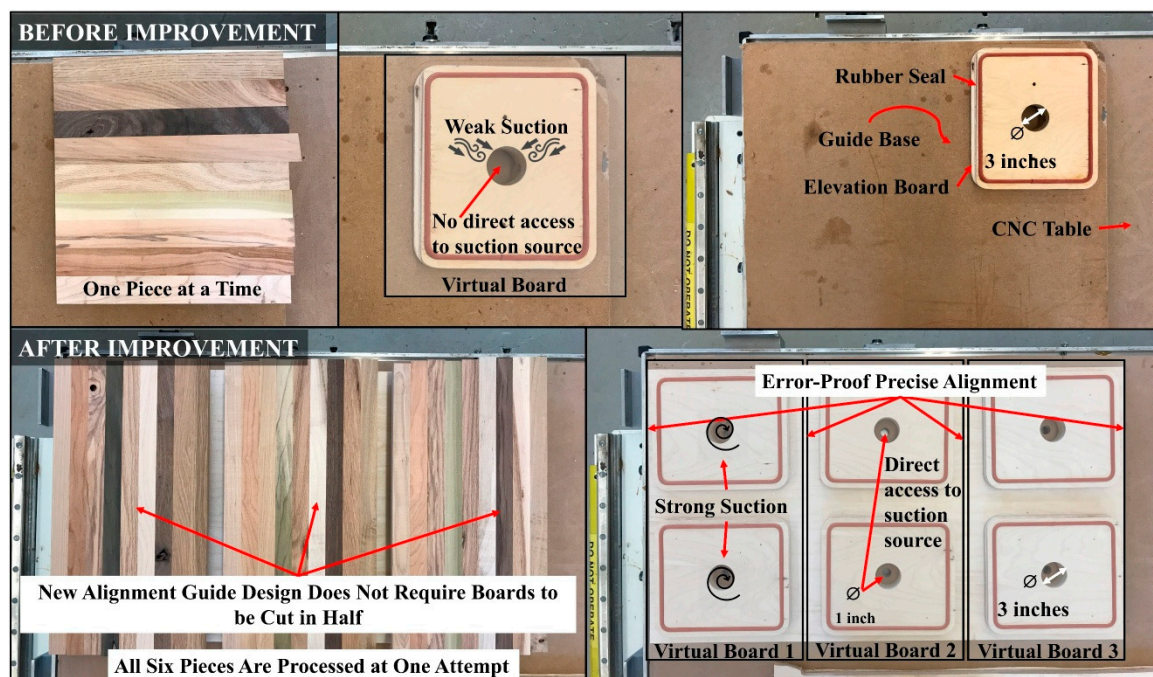 BEFORE IMPROVEMENT
One Piece at a Time
Weak Suction
No direct access
to suction source
Virtual Board
Rubber Seal
Guide Base
Elevation Board
Ø
3 inches
CNC Table
DO NOT OPERATE
AFTER IMPROVEMENT
New Alignment Guide Design Does Not Require Boards to
be Cut in Half
All Six Pieces Are Processed at One Attempt
Error-Proof Precise Alignment
Strong Suction
Direct
access to
suction
source
Ø
1 inch
Ø
3 inches
DO NOT OPERATE
Virtual Board 1
Virtual Board 2
Virtual Board 3